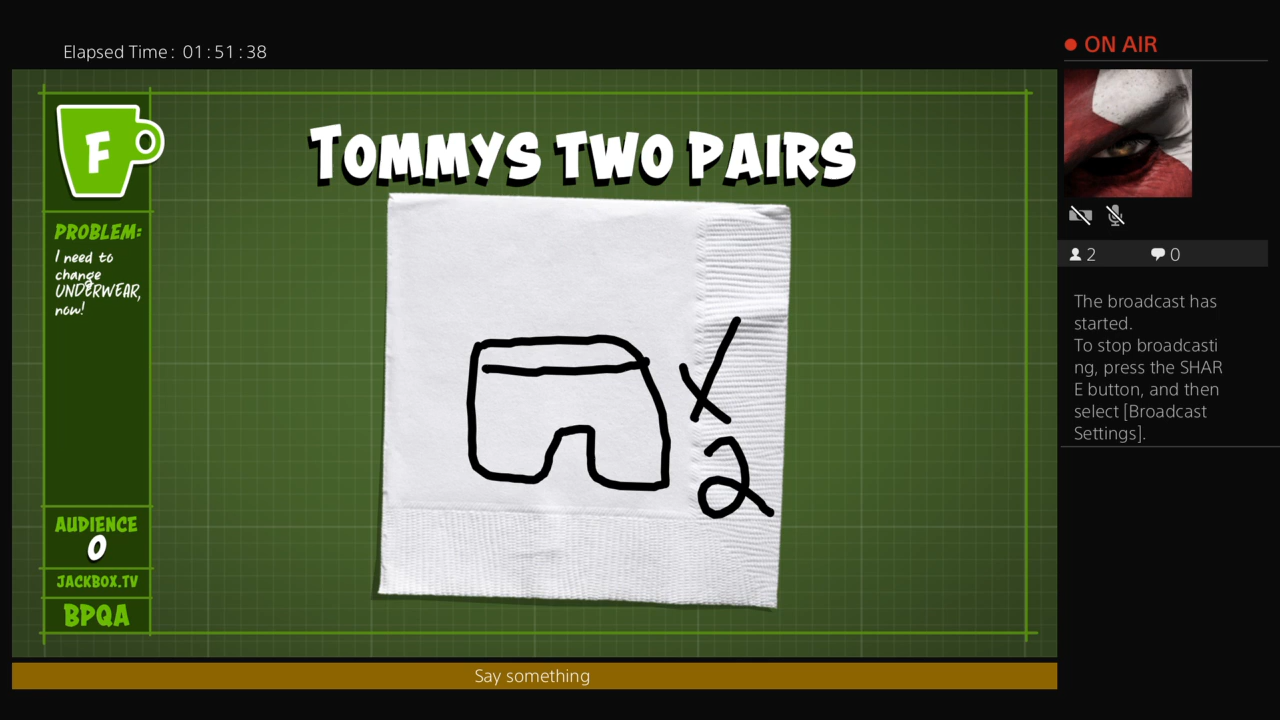 Elapsed Time: 01:51:38
ON AIR
F
TOMMYS TWO PAIRS
PROBLEM:
I need to
change
UNDERWEAR,
now!
X
2
2
0
The broadcast has
started.
To stop broadcasti
ng, press the SHAR
E button, and then
select [Broadcast
Settings].
AUDIENCE
0
JACKBOX.TV
BPQA
Say something